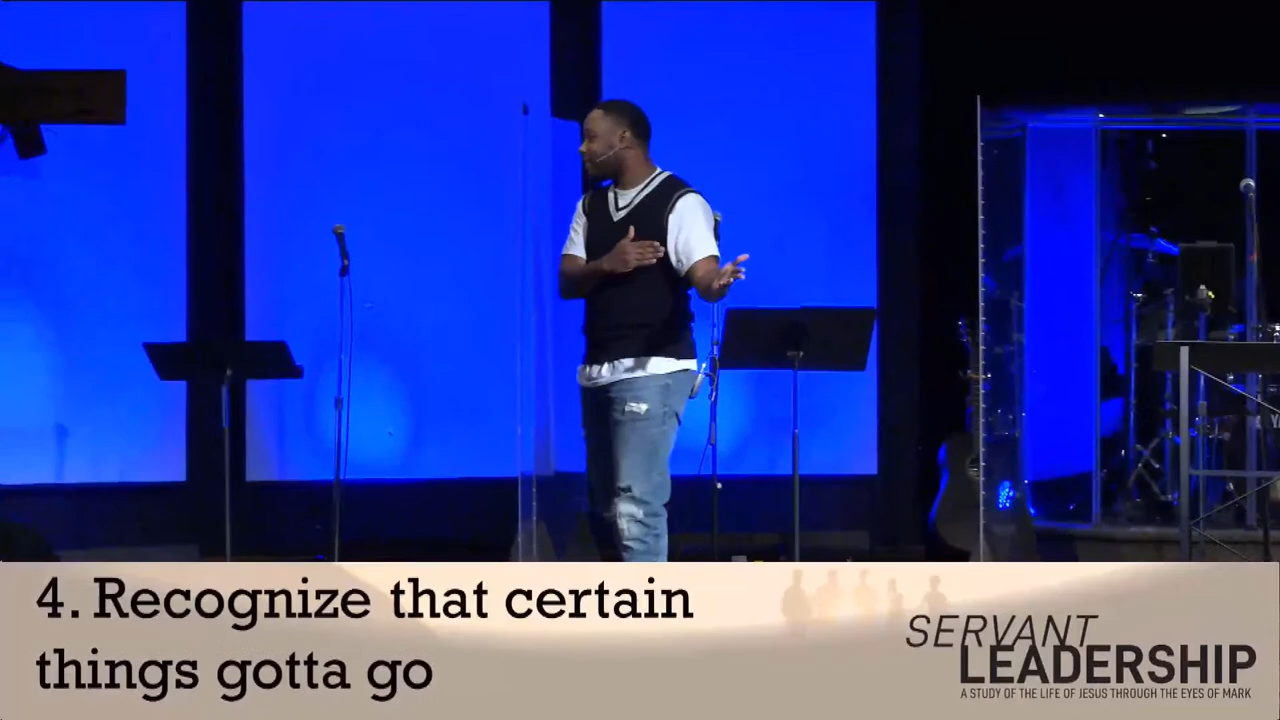 4. Recognize that certain
things gotta go
SERVANT
LEADERSHIP
A STUDY OF THE LIFE OF JESUS THROUGH THE EYES OF MARK